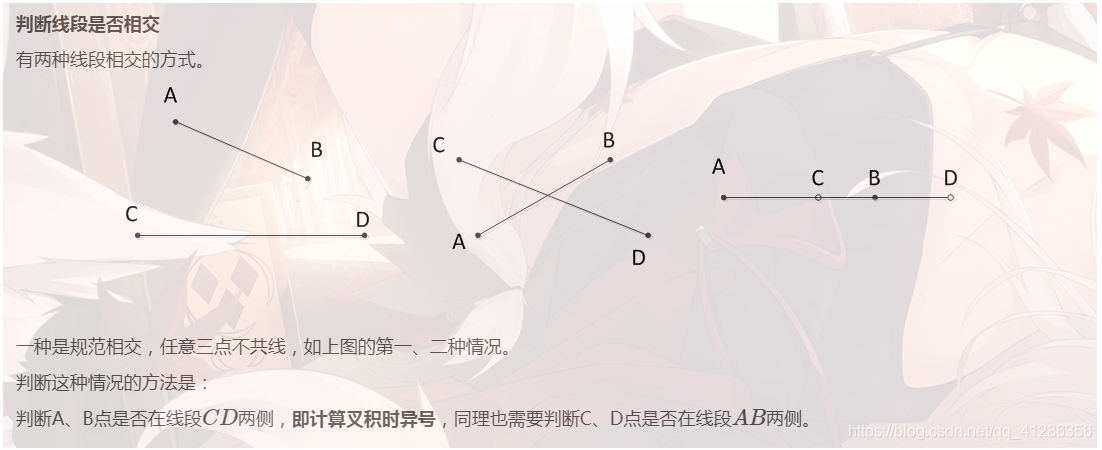 判断线段是否相交
有两种线段相交的方式。
A
B
C
D
C
B
A
D
A
C
B
D
一种是规范相交，任意三点不共线，如上图的第一、二种情况。
判断这种情况的方法是：
判断A、B点是否在线段CD两侧，即计算叉积时异号，同理也需要判断C、D点是否在线段AB两侧。
https://blog.csdn.net/qq_41286356